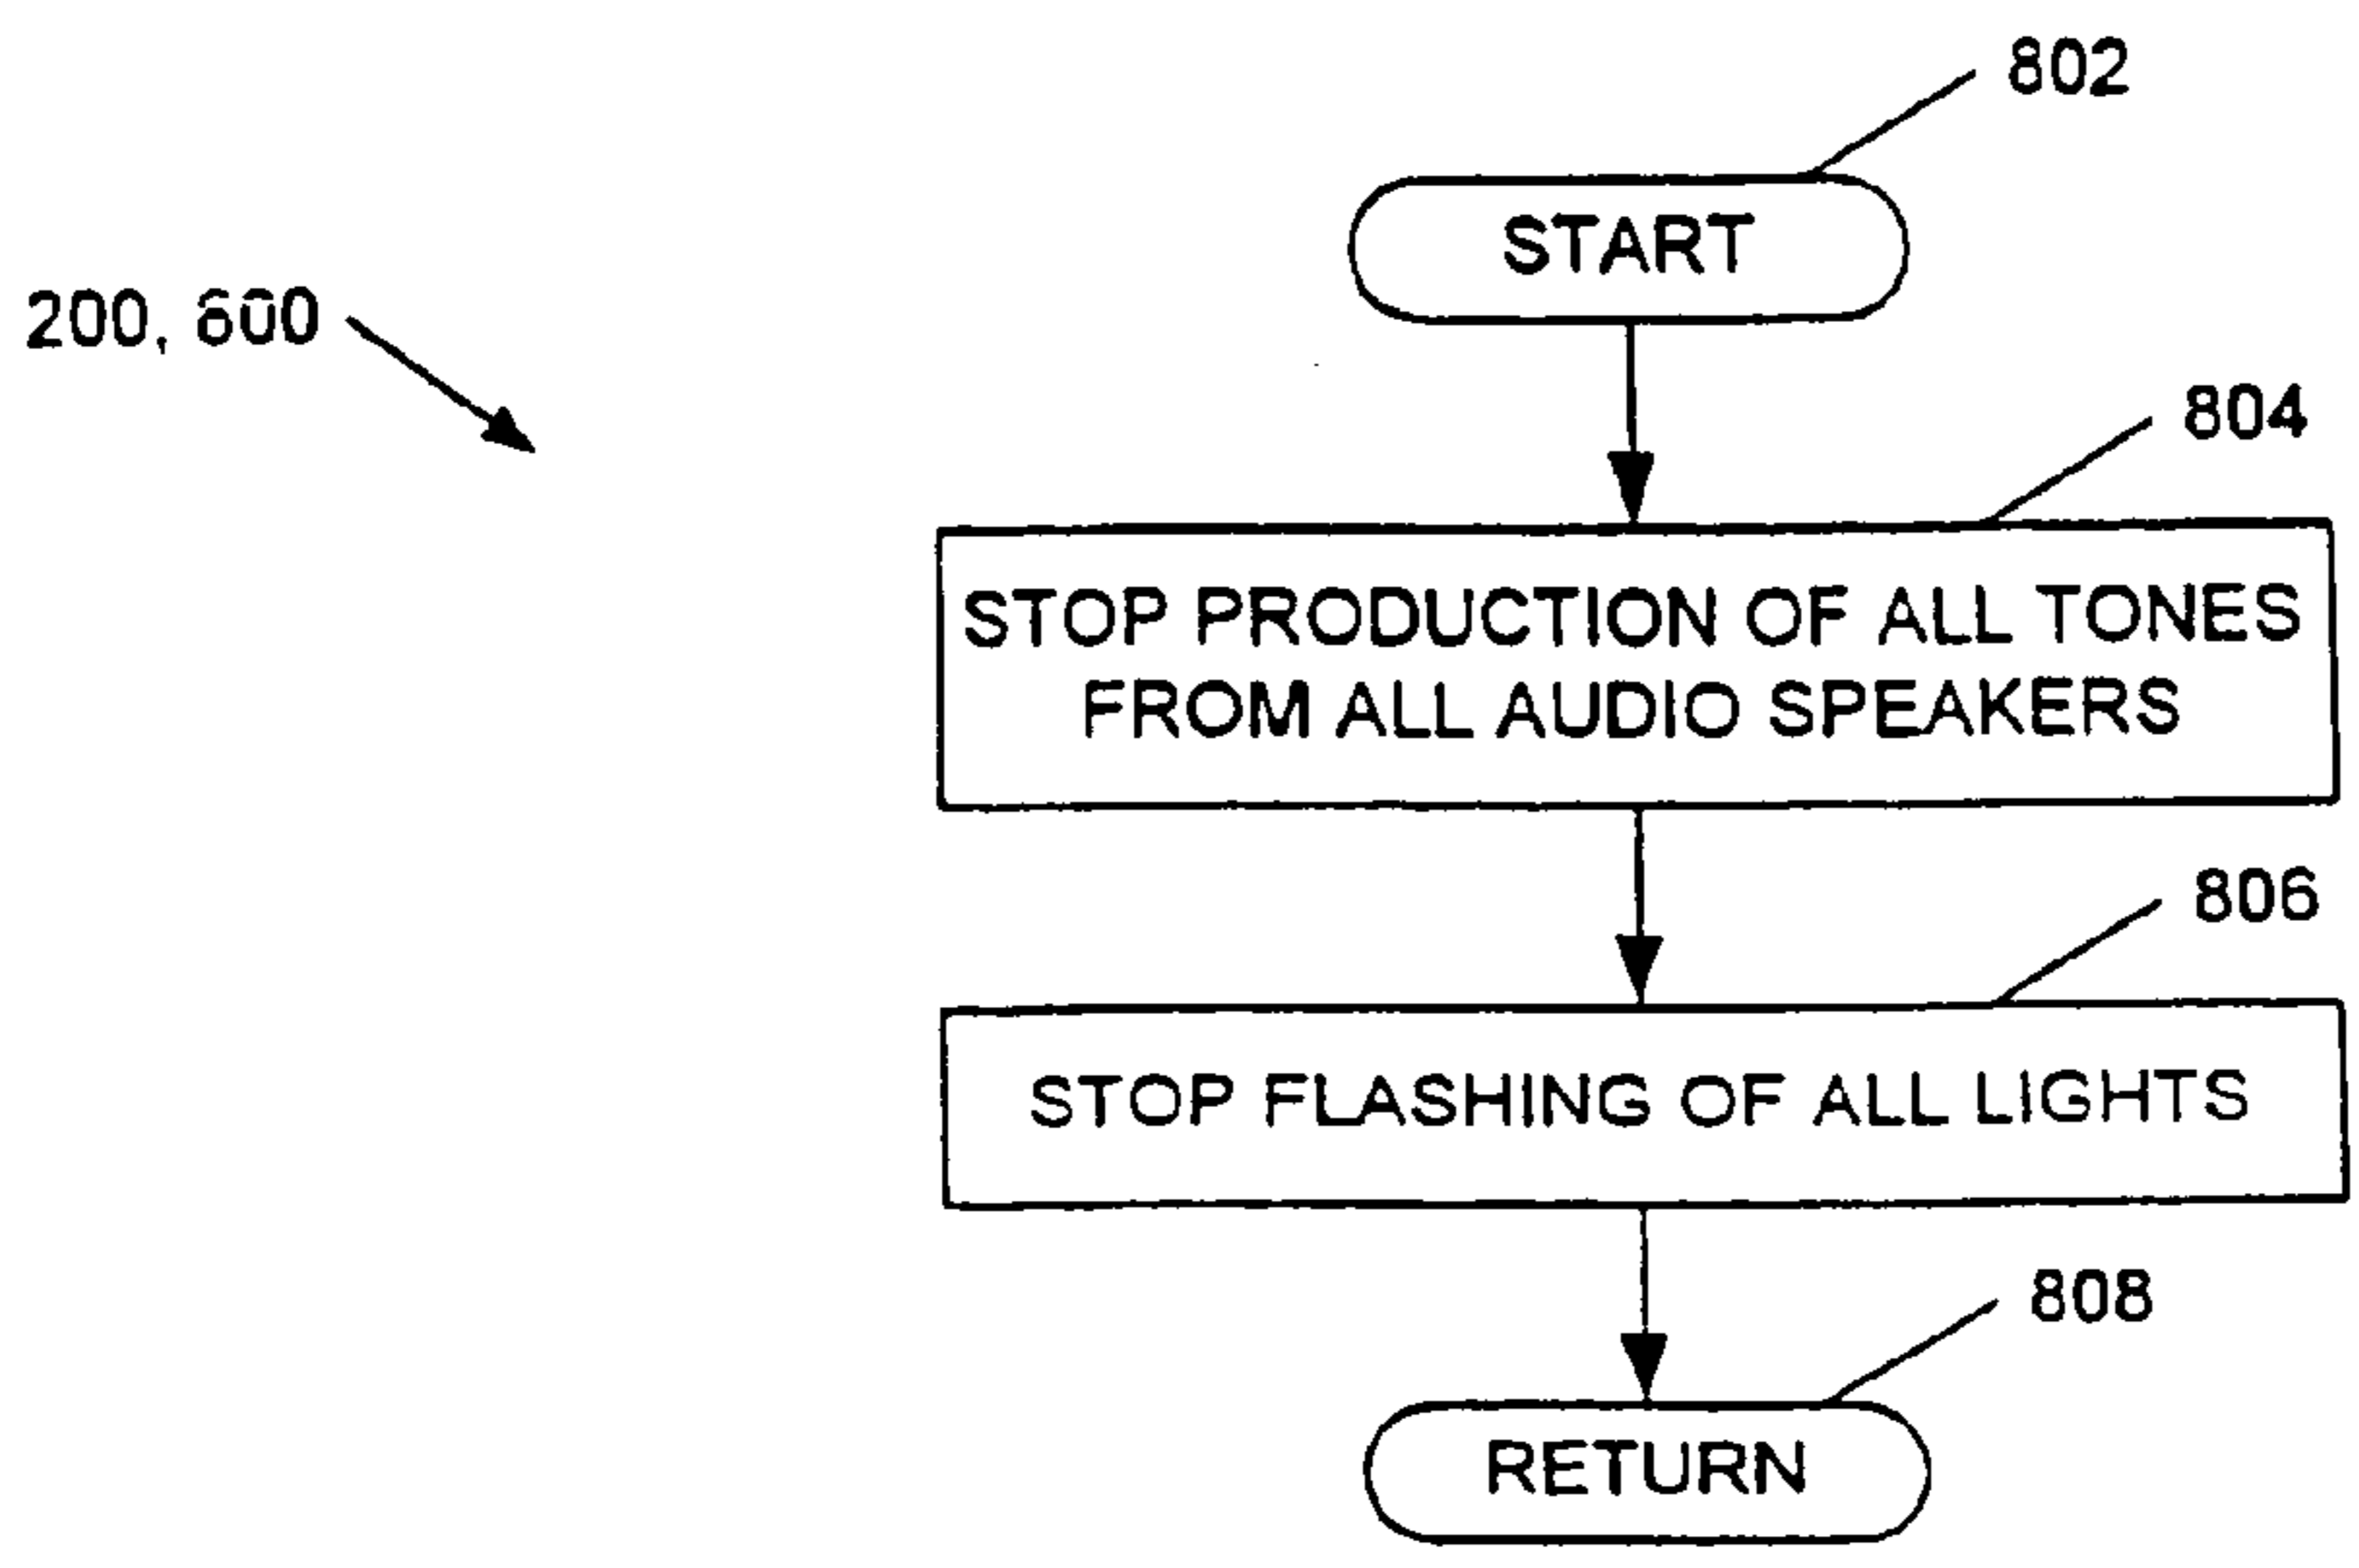 802
START
200,
804
STOP PRODUCTION OF ALL TONES
FROM ALL AUDIO SPEAKERS
806
STOP FLASHING OF ALL LIGHTS
808
RETURN